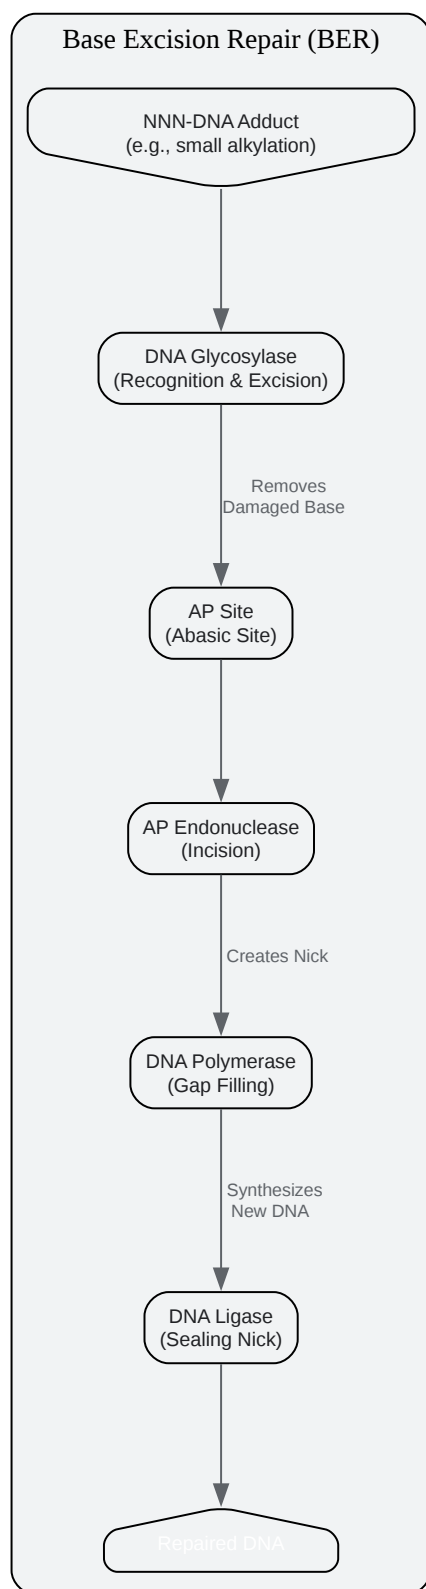 Base Excision Repair (BER)
NNN-DNA Adduct
(e.g., small alkylation)
DNA Glycosylase
(Recognition & Excision)
Removes
Damaged Base
AP Site
(Abasic Site)
AP Endonuclease
(Incision)
Creates Nick
DNA Polymerase
(Gap Filling)
Synthesizes
New DNA
DNA Ligase
(Sealing Nick)
Repaired DNA